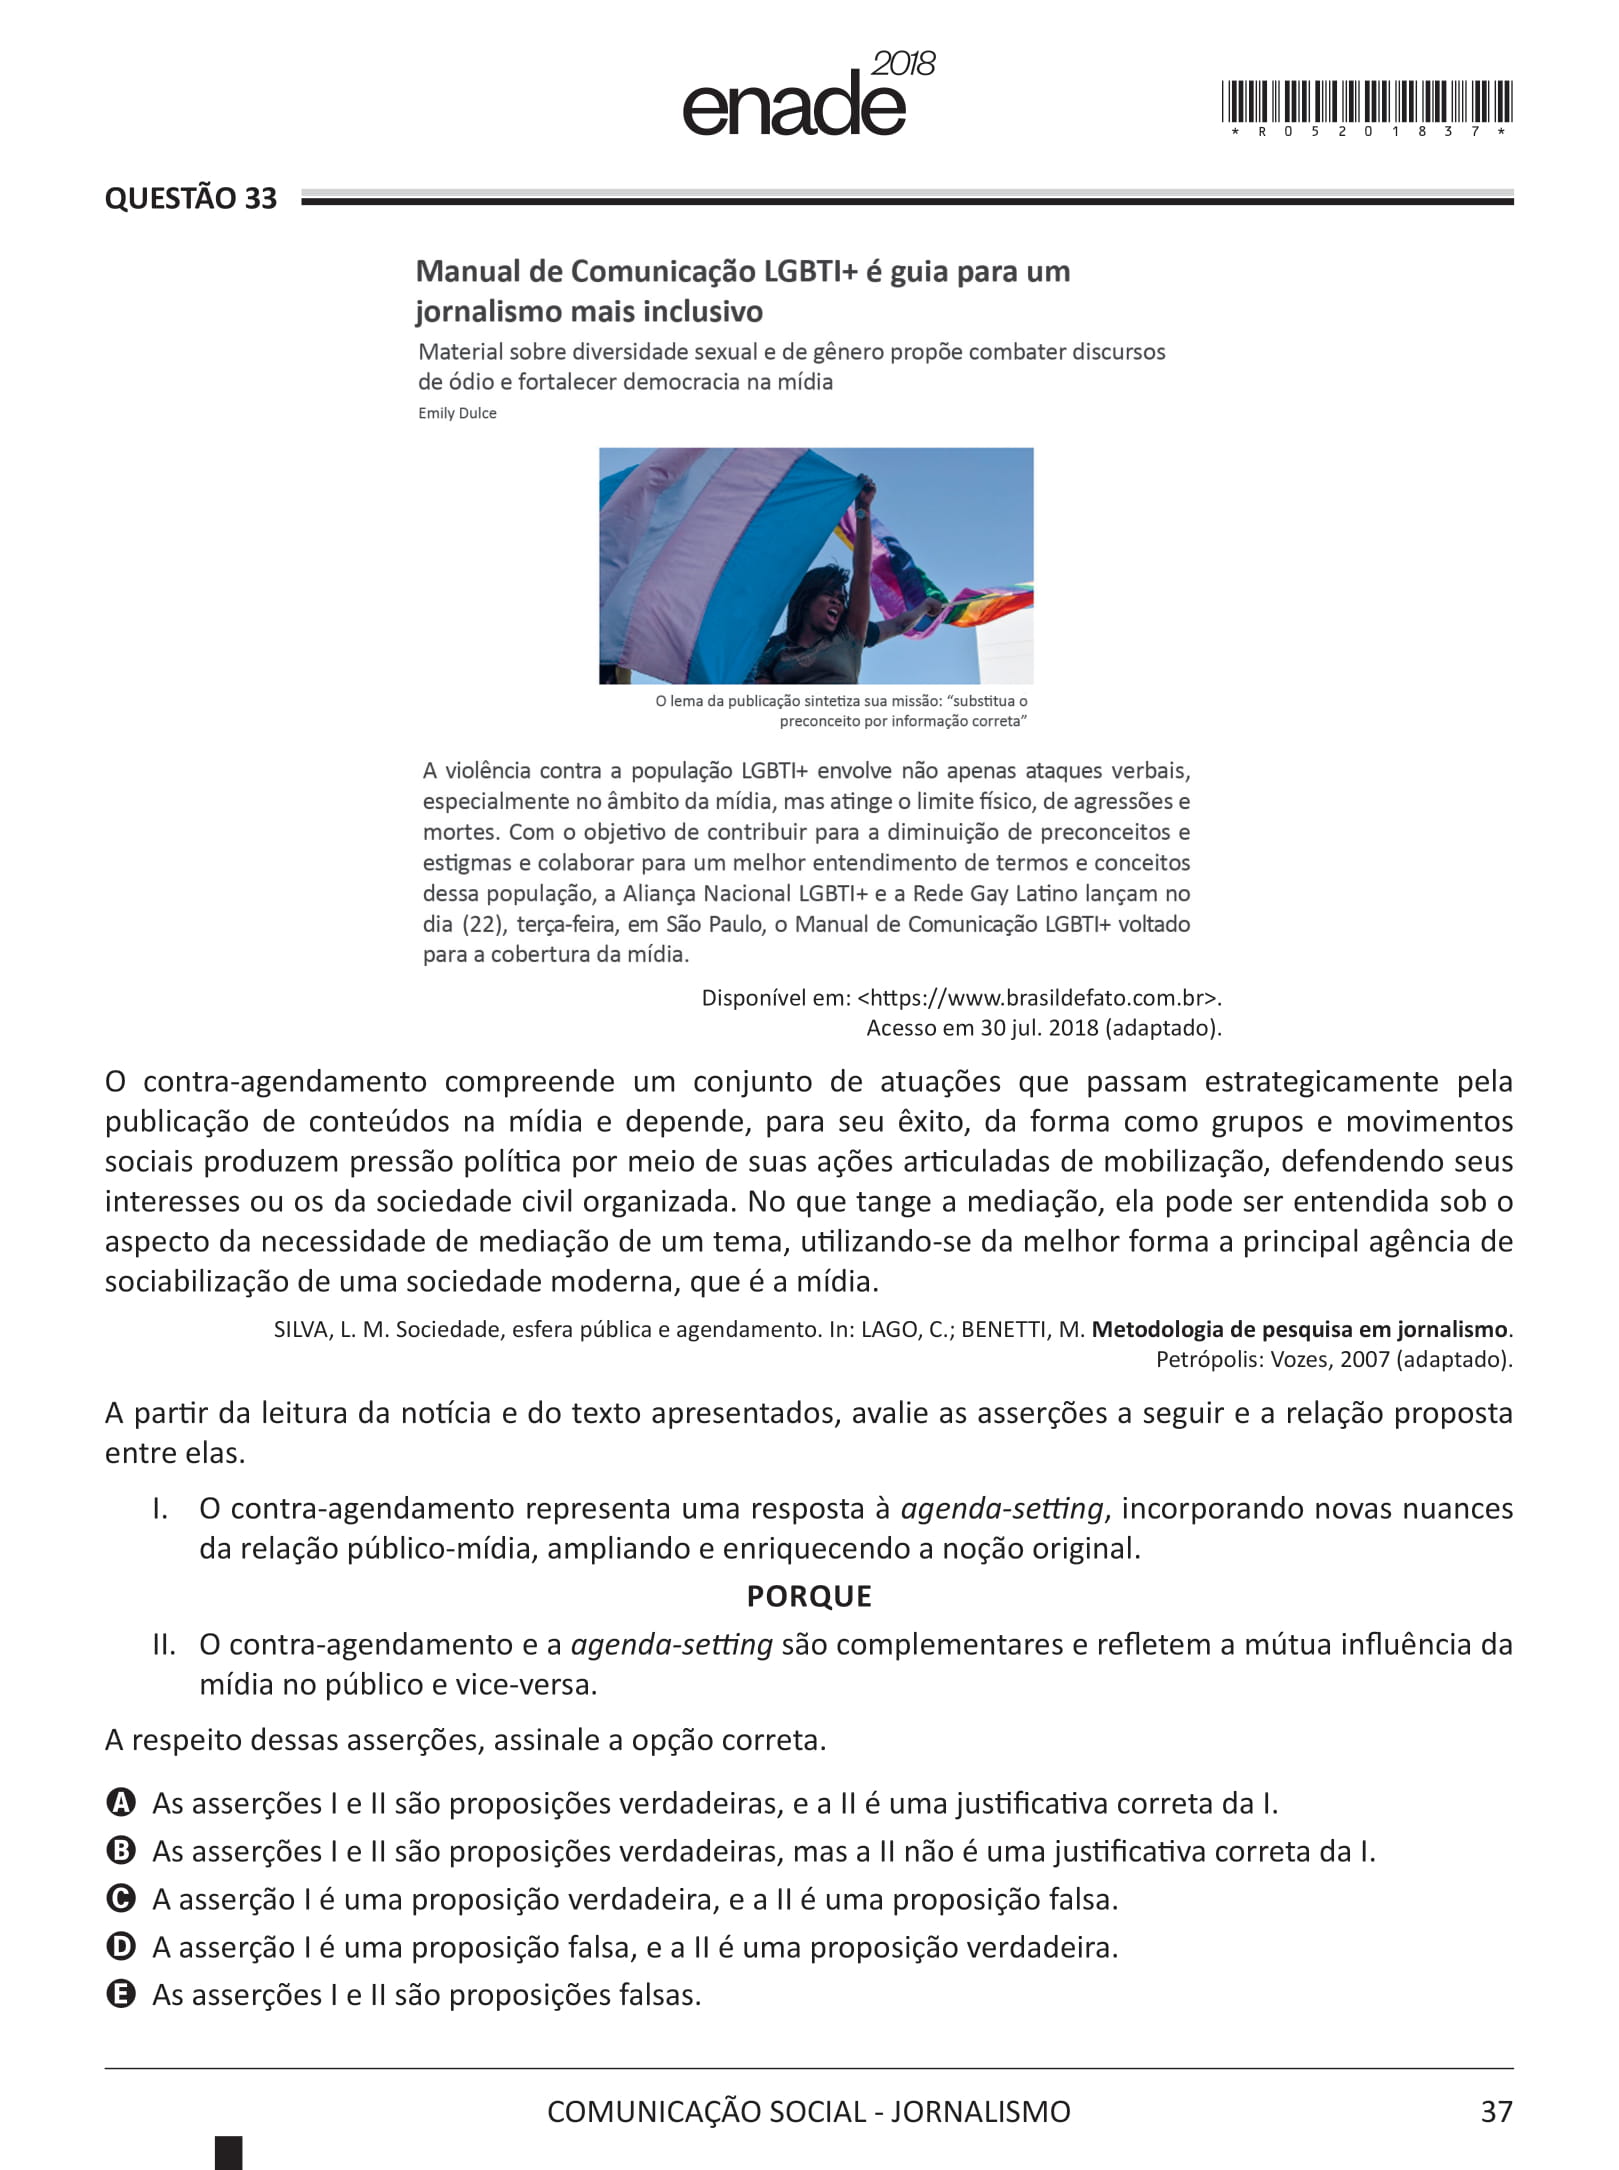 enade 2018
*R05201837*
QUESTÃO 33
Manual de Comunicação LGBTI+ é guia para um
jornalismo mais inclusivo
Material sobre diversidade sexual e de gênero propõe combater discursos
de ódio e fortalecer democracia na mídia
Emily Dulce
O lema da publicação sintetiza sua missão: “substitua o
preconceito por informação correta”
A violência contra a população LGBTI+ envolve não apenas ataques verbais,
especialmente no âmbito da mídia, mas atinge o limite físico, de agressões e
mortes. Com o objetivo de contribuir para a diminuição de preconceitos e
estigmas e colaborar para um melhor entendimento de termos e conceitos
dessa população, a Aliança Nacional LGBTI+ e a Rede Gay Latino lançam no
dia (22), terça-feira, em São Paulo, o Manual de Comunicação LGBTI+ voltado
para a cobertura da mídia.
Disponível em: <https://www.brasildefato.com.br>.
Acesso em 30 jul. 2018 (adaptado).
O contra-agendamento compreende um conjunto de atuações que passam estrategicamente pela
publicação de conteúdos na mídia e depende, para seu êxito, da forma como grupos e movimentos
sociais produzem pressão política por meio de suas ações articuladas de mobilização, defendendo seus
interesses ou os da sociedade civil organizada. No que tange a mediação, ela pode ser entendida sob o
aspecto da necessidade de mediação de um tema, utilizando-se da melhor forma a principal agência de
sociabilização de uma sociedade moderna, que é a mídia.
SILVA, L. M. Sociedade, esfera pública e agendamento. In: LAGO, C.; BENETTI, M. Metodologia de pesquisa em jornalismo.
Petrópolis: Vozes, 2007 (adaptado).
A partir da leitura da notícia e do texto apresentados, avalie as asserções a seguir e a relação proposta
entre elas.
I. O contra-agendamento representa uma resposta à agenda-setting, incorporando novas nuances
da relação público-mídia, ampliando e enriquecendo a noção original.
PORQUE
II. O contra-agendamento e a agenda-setting são complementares e refletem a mútua influência da
mídia no público e vice-versa.
A respeito dessas asserções, assinale a opção correta.
A As asserções I e II são proposições verdadeiras, e a II é uma justificativa correta da I.
B As asserções I e II são proposições verdadeiras, mas a II não é uma justificativa correta da I.
C A asserção I é uma proposição verdadeira, e a II é uma proposição falsa.
D A asserção I é uma proposição falsa, e a II é uma proposição verdadeira.
E As asserções I e II são proposições falsas.
COMUNICAÇÃO SOCIAL - JORNALISMO 37